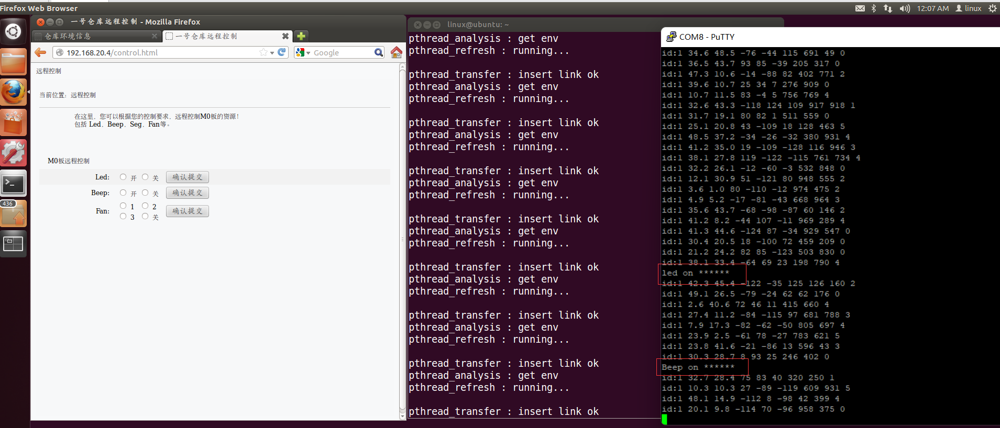 Firefox Web Browser
12:07 AM linux
一号仓库远程控制 - Mozilla Firefox
仓库环境信息
一号仓库远程控制
192.168.20.4/control.html
Google
远程控制
当前位置：远程控制
在这里，您可以根据您的控制要求，远程控制M0板的资源！
包括 Led、Beep、Seg、Fan等。
M0板远程控制
Led: 开 关 确认提交
Beep: 开 关 确认提交
Fan: 1 2 3 关 确认提交
436
linux@ubuntu: ~
pthread_analysis : get env
pthread_refresh : running...
pthread_transfer : insert link ok
pthread_analysis : get env
pthread_refresh : running...
pthread_transfer : insert link ok
pthread_analysis : get env
pthread_refresh : running...
pthread_transfer : insert link ok
pthread_analysis : get env
pthread_refresh : running...
pthread_transfer : insert link ok
pthread_analysis : get env
pthread_refresh : running...
pthread_transfer : insert link ok
pthread_analysis : get env
pthread_refresh : running...
pthread_transfer : insert link ok
pthread_analysis : get env
pthread_refresh : running...
pthread_transfer : insert link ok
pthread_analysis : get env
pthread_refresh : running...
pthread_transfer : insert link ok
COM8 - PuTTY
id:1 34.6 48.5 -76 -44 115 691 49 0
id:1 36.5 43.7 93 85 -39 205 317 0
id:1 47.3 10.6 -14 -88 82 402 771 2
id:1 39.6 10.7 25 34 7 276 909 0
id:1 10.7 11.5 83 -4 5 756 769 4
id:1 32.6 43.3 -118 124 109 917 918 1
id:1 31.7 19.1 80 82 1 511 559 0
id:1 25.1 20.8 43 -109 18 128 463 5
id:1 48.5 37.2 -34 -26 -32 380 931 4
id:1 41.2 35.0 19 -109 -128 116 946 3
id:1 38.1 27.8 119 -122 -115 761 734 4
id:1 32.2 26.1 -12 -60 -3 532 848 0
id:1 12.1 30.9 51 -121 80 948 555 2
id:1 3.6 1.0 80 -110 -12 974 475 2
id:1 4.9 5.2 -17 -81 -43 668 964 3
id:1 35.6 43.7 -68 -98 -87 60 146 2
id:1 41.2 8.2 -44 107 -11 969 289 4
id:1 41.3 44.6 -124 87 -34 929 547 0
id:1 30.4 20.5 18 -100 72 459 209 0
id:1 21.2 24.2 82 85 -123 503 830 0
id:1 38.1 33.4 -64 69 23 198 790 4
led on ******
id:1 42.3 45.4 -122 -35 125 126 160 2
id:1 49.1 26.5 -79 -24 62 62 176 0
id:1 2.6 40.6 72 46 11 415 660 4
id:1 27.4 11.2 -84 -115 97 681 788 3
id:1 7.9 17.3 -82 -62 -50 805 697 4
id:1 23.9 2.5 -61 78 -27 783 621 5
id:1 23.8 41.6 -21 -86 13 596 43 3
id:1 30.3 28.7 8 93 25 246 402 0
Beep on ******
id:1 32.7 28.4 75 83 40 320 250 1
id:1 10.3 10.3 27 -89 -119 609 931 5
id:1 48.1 14.9 -112 8 -98 42 399 4
id:1 20.1 9.8 -114 70 -96 958 375 0